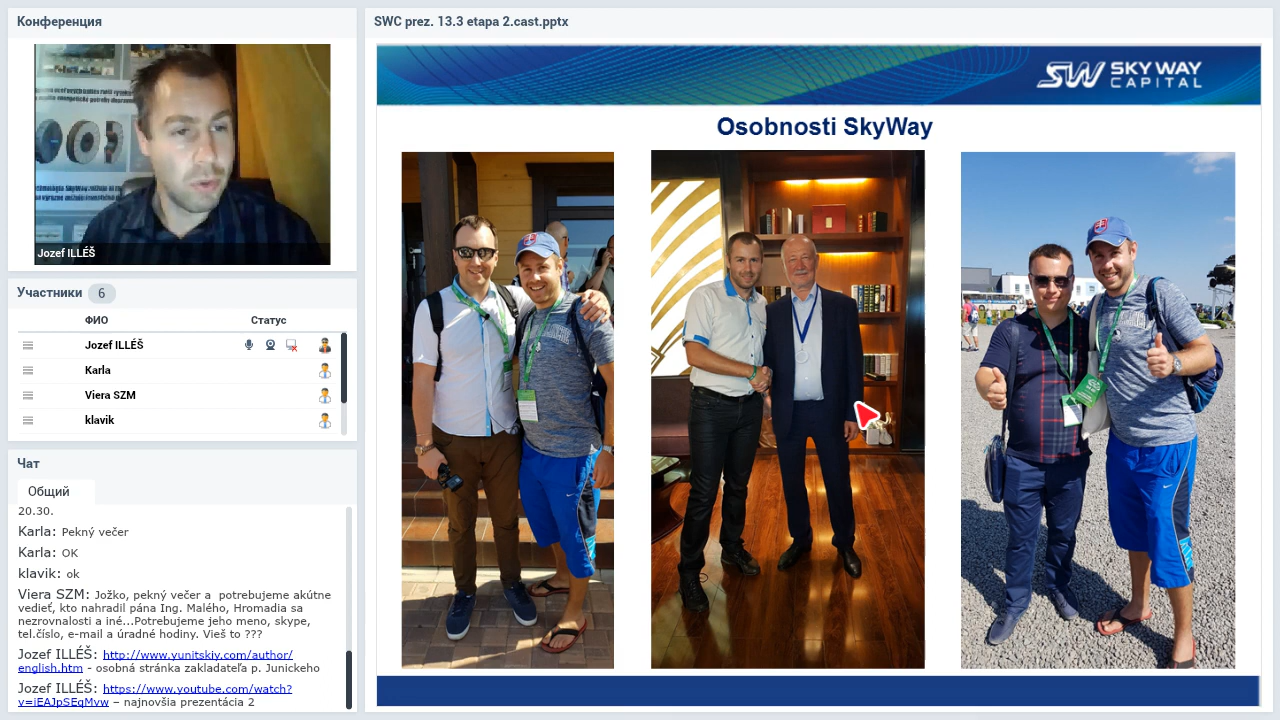 Конференция
Jozef ILLÉŠ
Участники 6
ФИО Статус
Jozef ILLÉŠ
Karla
Viera SZM
klavik
Чат
Общий
20.30.
Karla: Pekný večer
Karla: OK
klavik: ok
Viera SZM: Jožko, pekný večer a potrebujeme akútne
vedieť, kto nahradil pána Ing. Malého, Hromadia sa
nezrovnalosti a iné...Potrebujeme jeho meno, skype,
tel.číslo, e-mail a úradné hodiny. Vieš to ???
Jozef ILLÉŠ: http://www.yunitskiy.com/author/
english.htm - osobná stránka zakladateľa p. Junickeho
Jozef ILLÉŠ: https://www.youtube.com/watch?
v=iEAJpSEqMvw – najnovšia prezentácia 2
SWC prez. 13.3 etapa 2.cast.pptx
SW SKY WAY
CAPITAL
Osobnosti SkyWay